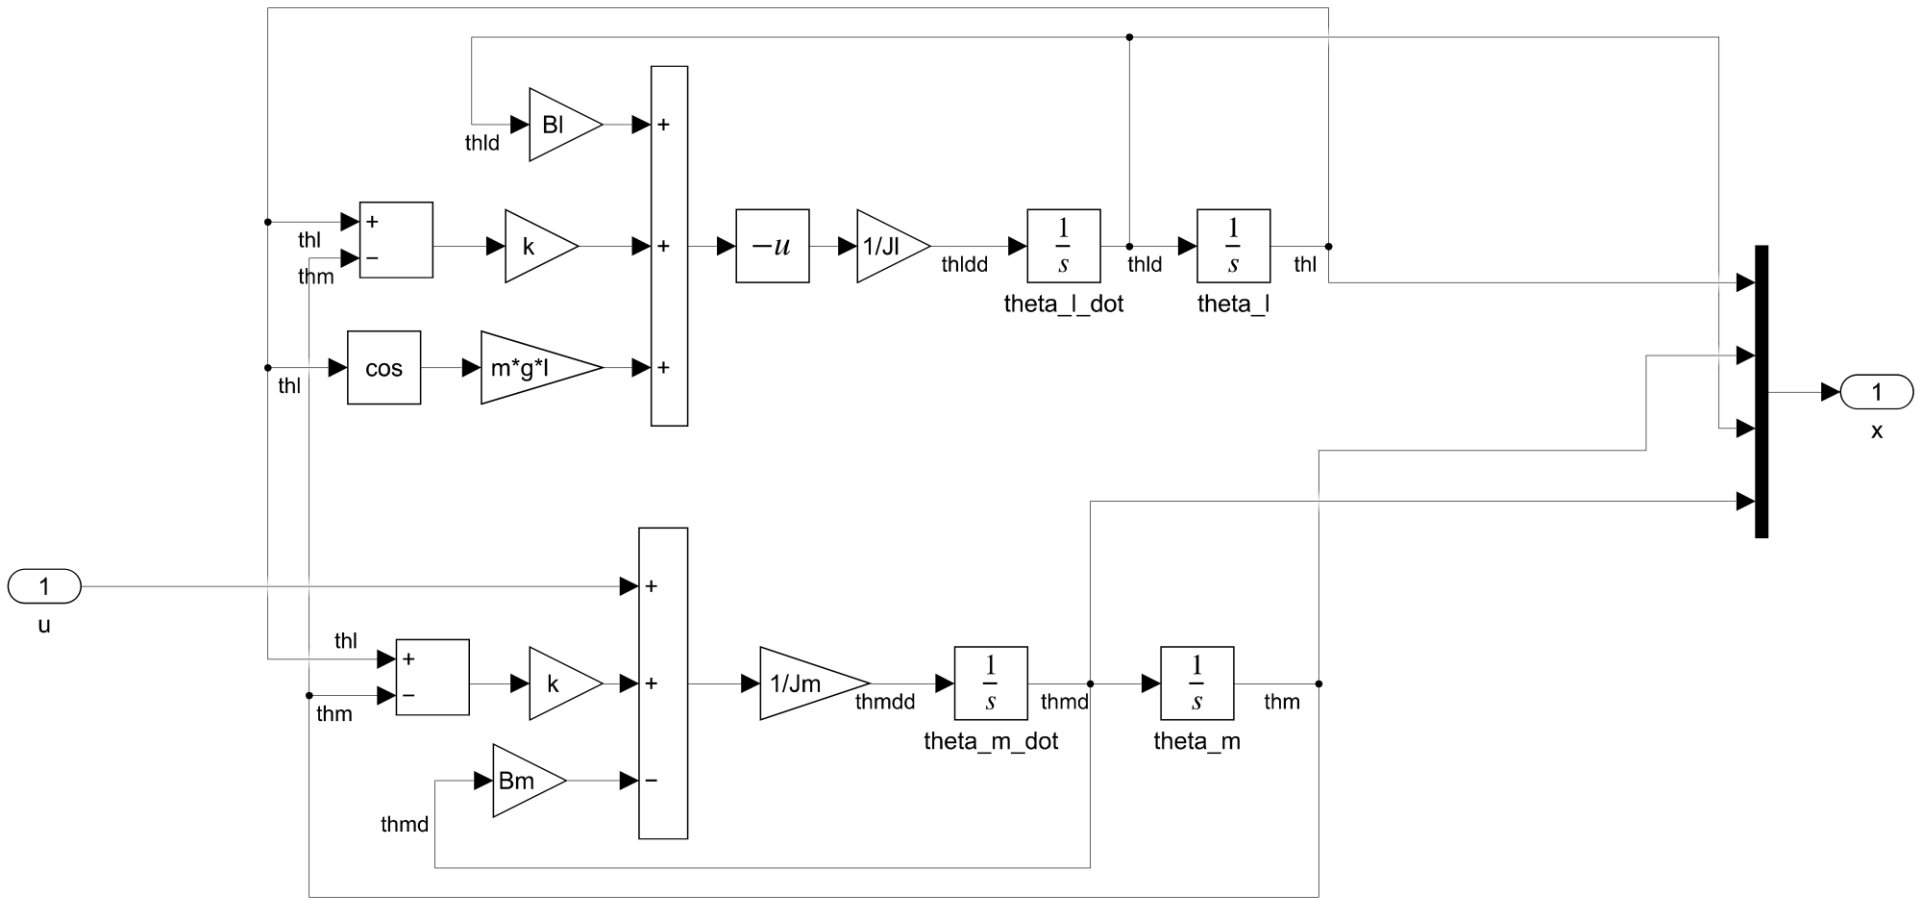 Bl
+
thld
+
thl
−
thm
k
+
−u
1/Jl
thldd
1
s
theta_l_dot
thld
1
s
theta_l
thl
thl
cos
m*g*l
+
1
x
1
u
+
thl
+
−
thm
k
+
1/Jm
thmdd
1
s
theta_m_dot
thmd
1
s
theta_m
thm
Bm
−
thmd